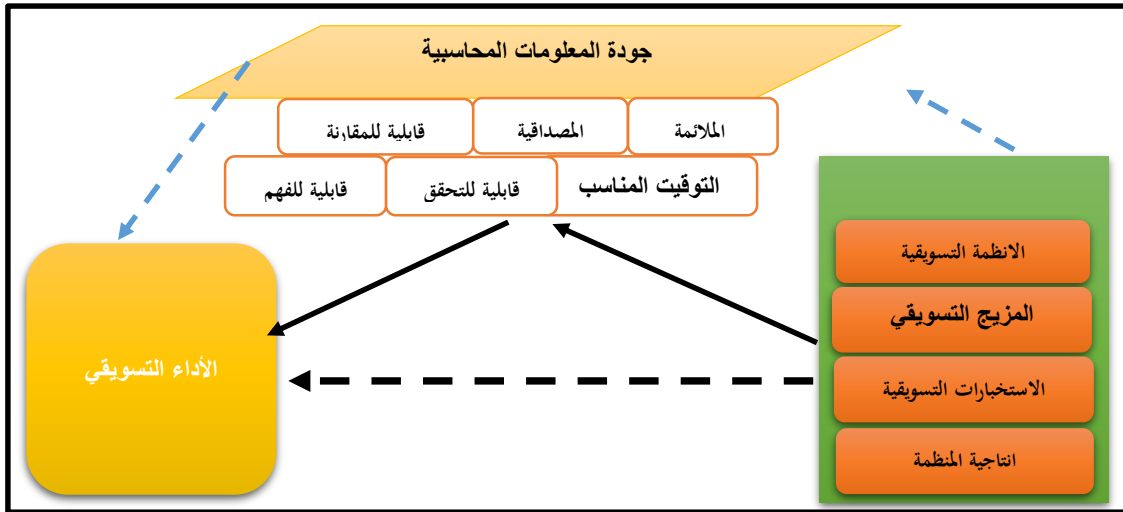 جودة المعلومات المحاسبية
الملائمة
المصداقية
قابلية للمقارنة
التوقيت المناسب
قابلية للتحقق
قابلية للفهم
الانظمة التسويقية
المزيج التسويقي
الاستخبارات التسويقية
انتاجية المنظمة
الأداء التسويقي